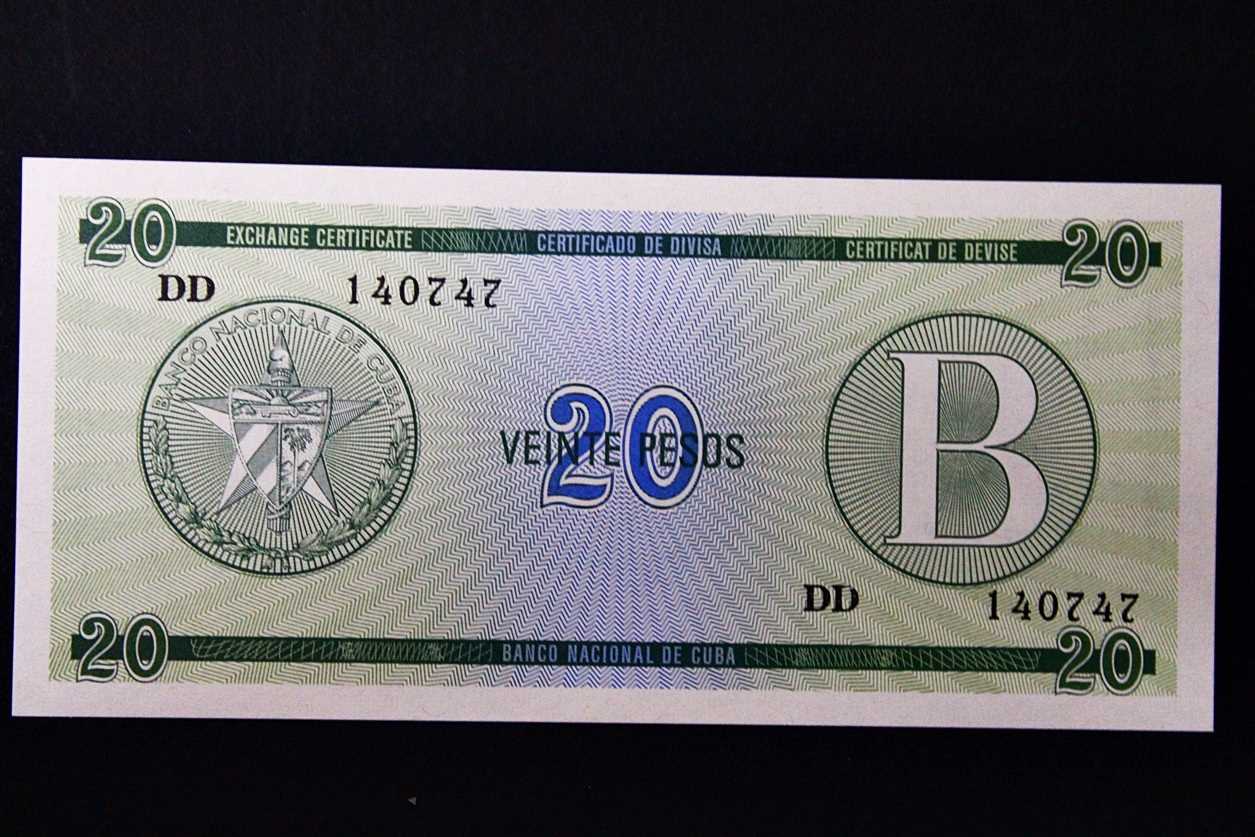 20 EXCHANGE CERTIFICATE CERTIFICADO DE DIVISA CERTIFICAT DE DEVISE 20
DD 140747
BANCO NACIONAL DE CUBA
20
VEINTE PESOS
B
DD 140747
20 BANCO NACIONAL DE CUBA 20